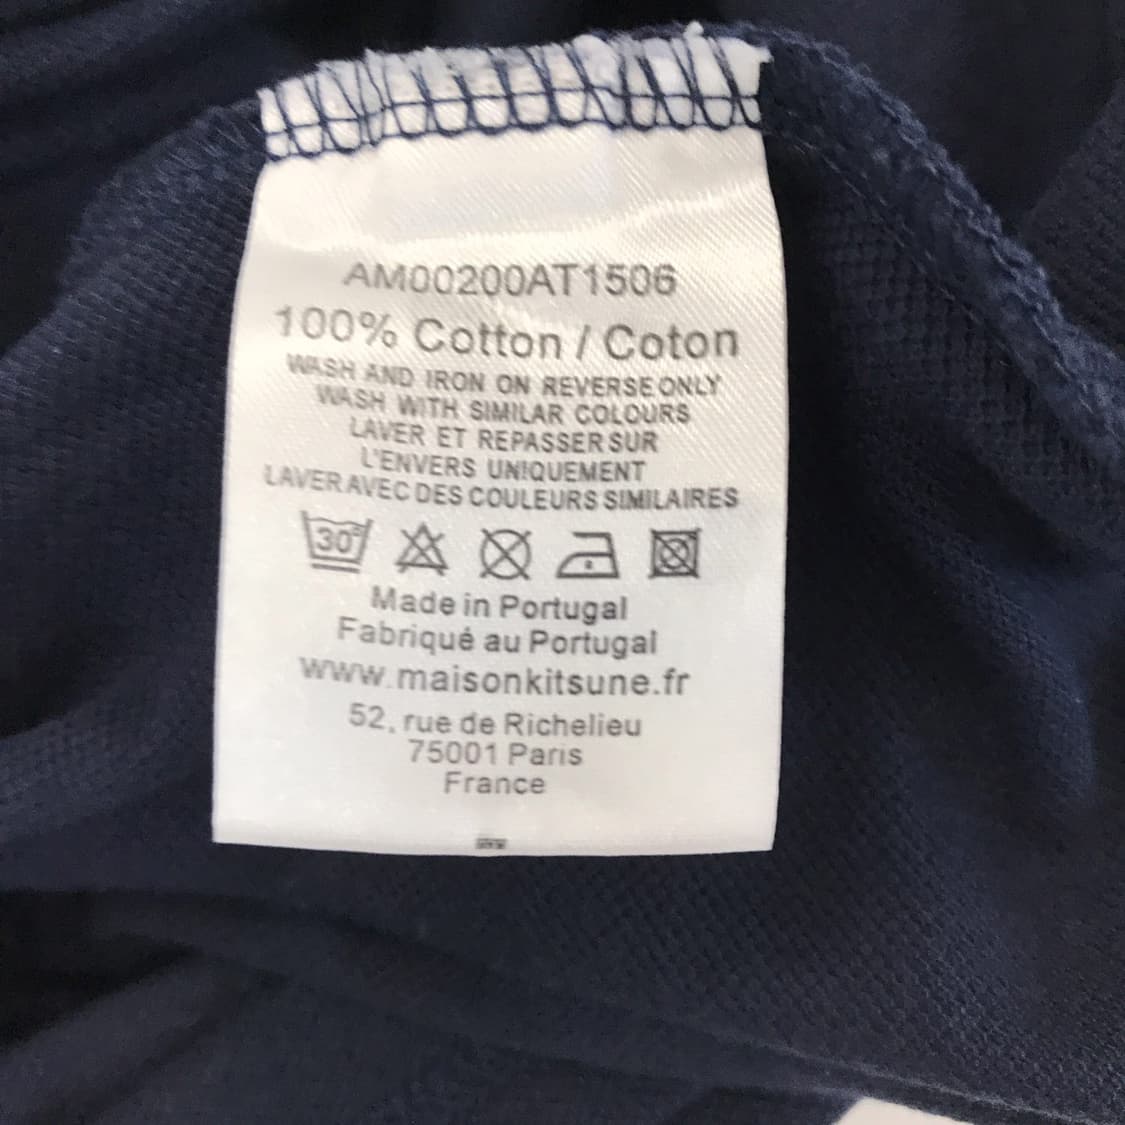 AM00200AT1506
100% Cotton / Coton
WASH AND IRON ON REVERSE ONLY
WASH WITH SIMILAR COLOURS
LAVER ET REPASSER SUR
L'ENVERS UNIQUEMENT
LAVER AVEC DES COULEURS SIMILAIRES
30°
Made in Portugal
Fabriqué au Portugal
www.maisonkitsune.fr
52, rue de Richelieu
75001 Paris
France